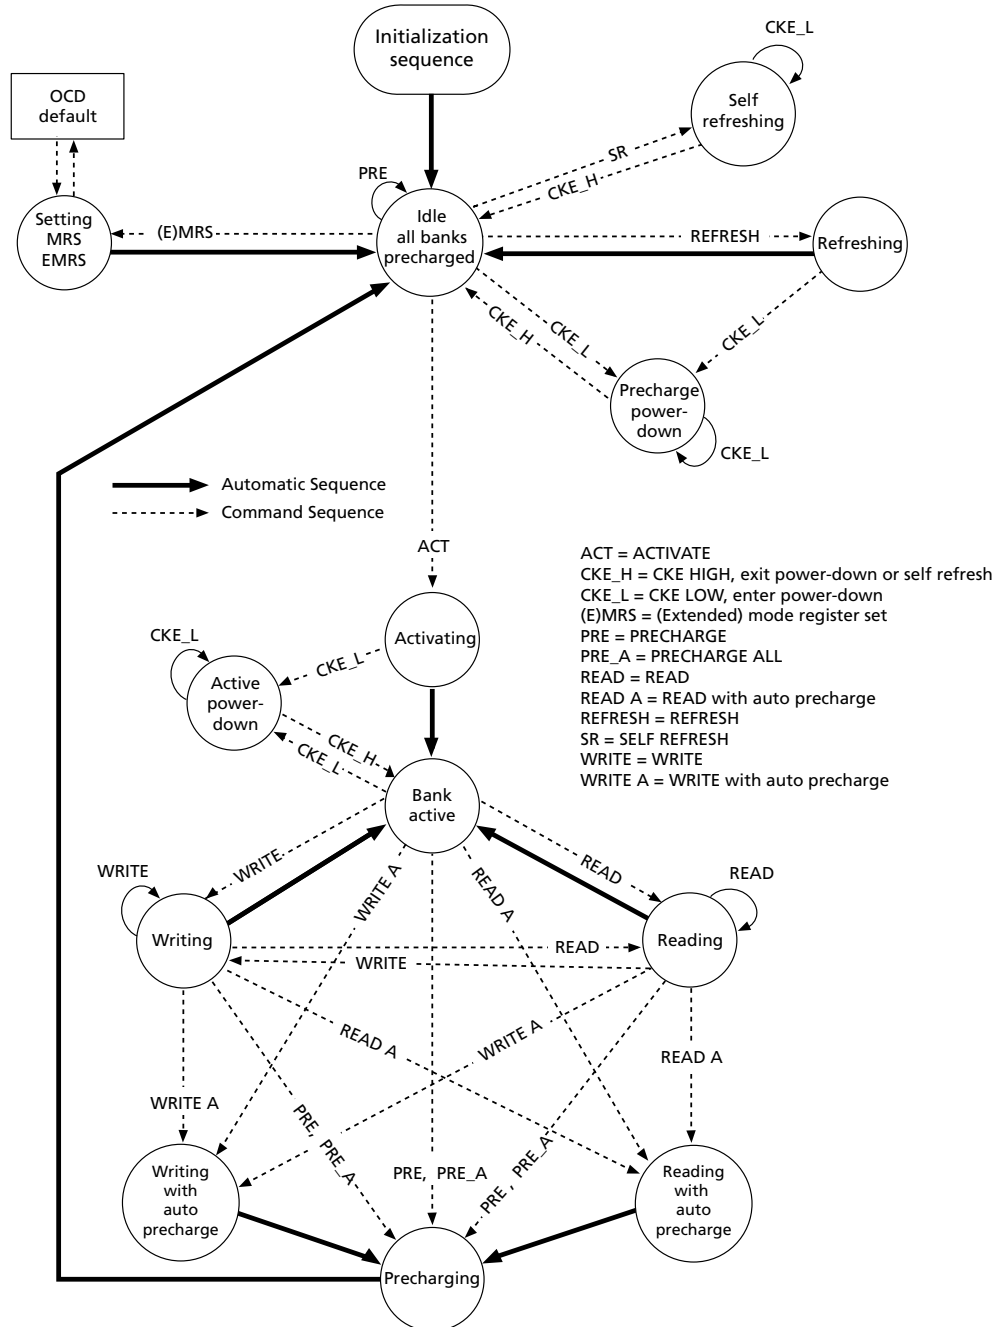 Initialization
sequence
CKE_L
Self
refreshing
OCD
default
SR
CKE_H
PRE
Setting
MRS
EMRS
(E)MRS
Idle
all banks
precharged
REFRESH
Refreshing
CKE_H
CKE_L
CKE_L
Precharge
power-
down
CKE_L
Automatic Sequence
Command Sequence
ACT
ACT = ACTIVATE
CKE_H = CKE HIGH, exit power-down or self refresh
CKE_L = CKE LOW, enter power-down
(E)MRS = (Extended) mode register set
PRE = PRECHARGE
PRE_A = PRECHARGE ALL
READ = READ
READ A = READ with auto precharge
REFRESH = REFRESH
SR = SELF REFRESH
WRITE = WRITE
WRITE A = WRITE with auto precharge
Activating
CKE_L
CKE_L
Active
power-
down
CKE_H
CKE_L
Bank
active
WRITE
WRITE
WRITE A
READ A
READ
READ
Writing
READ
WRITE
Reading
READ A
WRITE A
READ A
WRITE A
PRE, PRE_A
PRE, PRE_A
PRE, PRE_A
Writing
with
auto
precharge
Reading
with
auto
precharge
Precharging